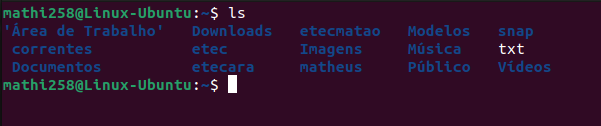 mathi258@Linux-Ubuntu:~$ ls
'Área de Trabalho'   Downloads   etecmatao   Modelos   snap
 correntes           etec        Imagens     Música    txt
 Documentos          etecara     matheus     Público   Vídeos
mathi258@Linux-Ubuntu:~$